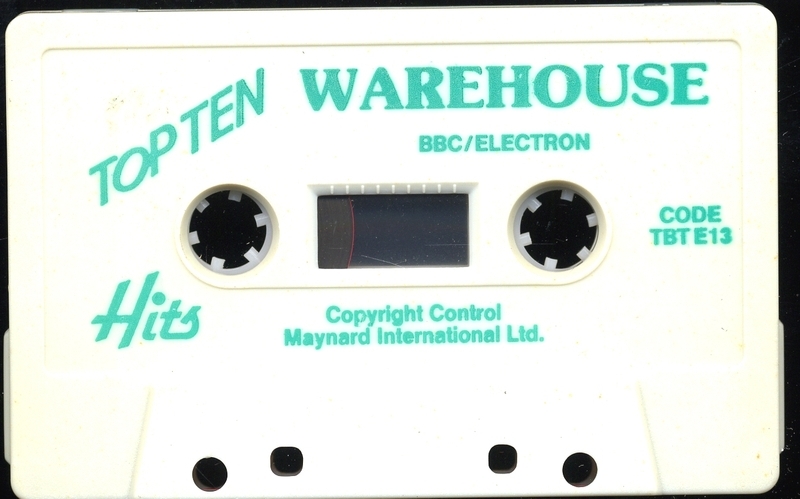 TOP TEN
WAREHOUSE
BBC/ELECTRON
CODE
TBT E13
Hits
Copyright Control
Maynard International Ltd.